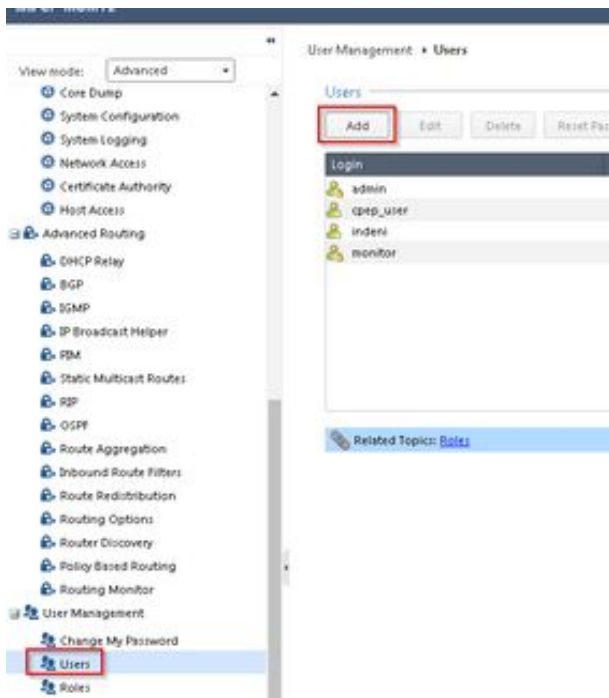 View mode: Advanced
Core Dump
System Configuration
System Logging
Network Access
Certificate Authority
Host Access
Advanced Routing
DHCP Relay
BGP
IGMP
IP Broadcast Helper
PIM
Static Multicast Routes
RIP
OSPF
Route Aggregation
Inbound Route Filters
Route Redistribution
Routing Options
Router Discovery
Policy Based Routing
Routing Monitor
User Management
Change My Password
Users
Roles
User Management Users
Users
Add Edit Delete Reset
Login
admin
cpep_user
indeni
monitor
Related Topics: Roles